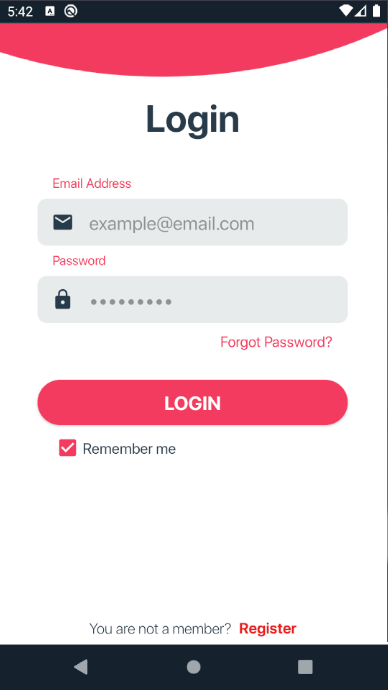 5:42
Login
Email Address
example@email.com
Password
•••••••••
Forgot Password?
LOGIN
Remember me
You are not a member? Register